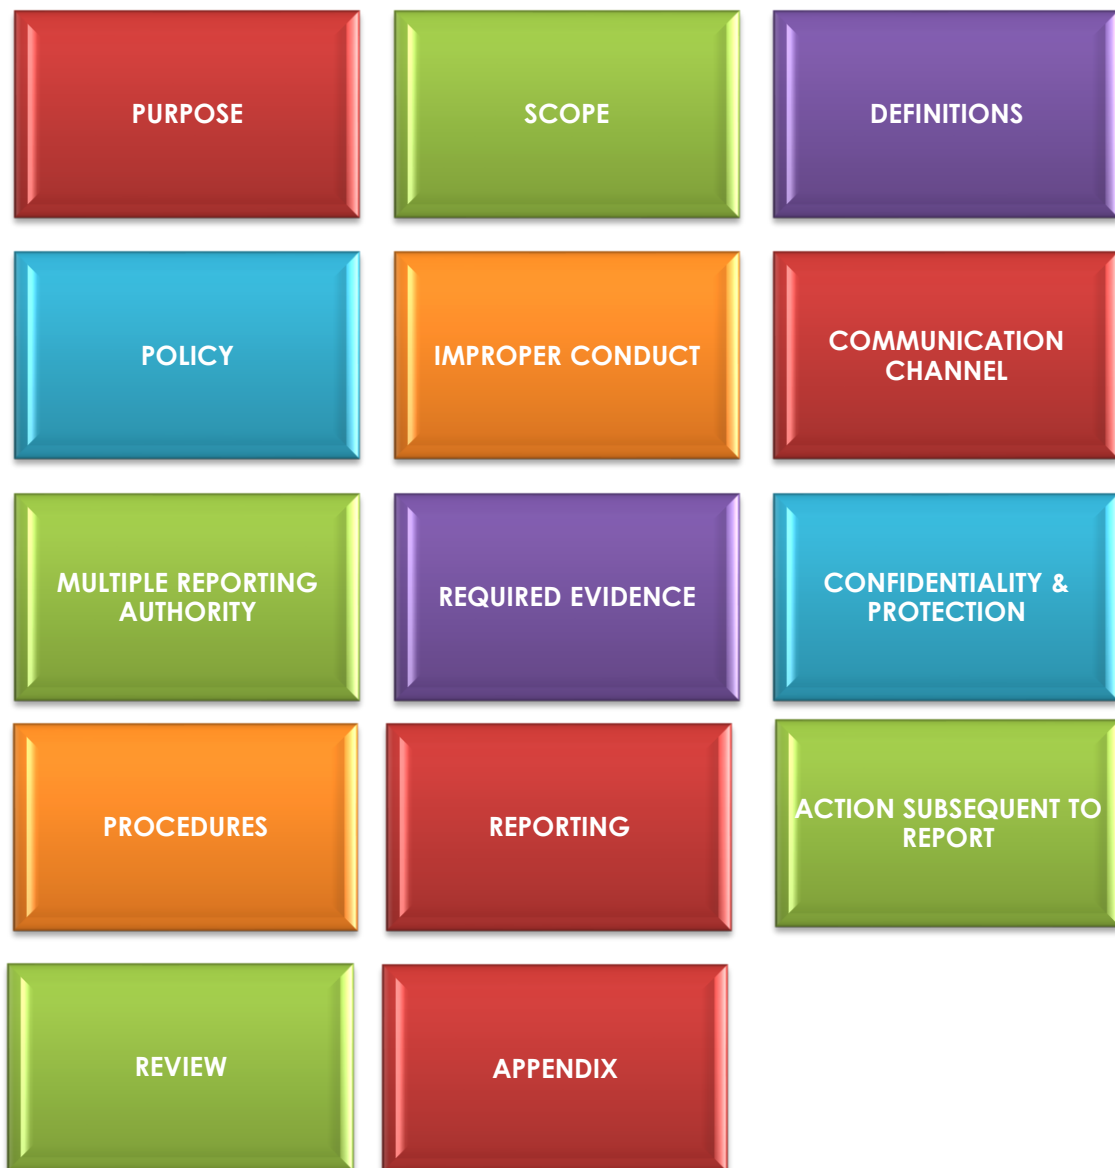 PURPOSE
SCOPE
DEFINITIONS
POLICY
IMPROPER CONDUCT
COMMUNICATION
CHANNEL
MULTIPLE REPORTING
AUTHORITY
REQUIRED EVIDENCE
CONFIDENTIALITY &
PROTECTION
PROCEDURES
REPORTING
ACTION SUBSEQUENT TO
REPORT
REVIEW
APPENDIX